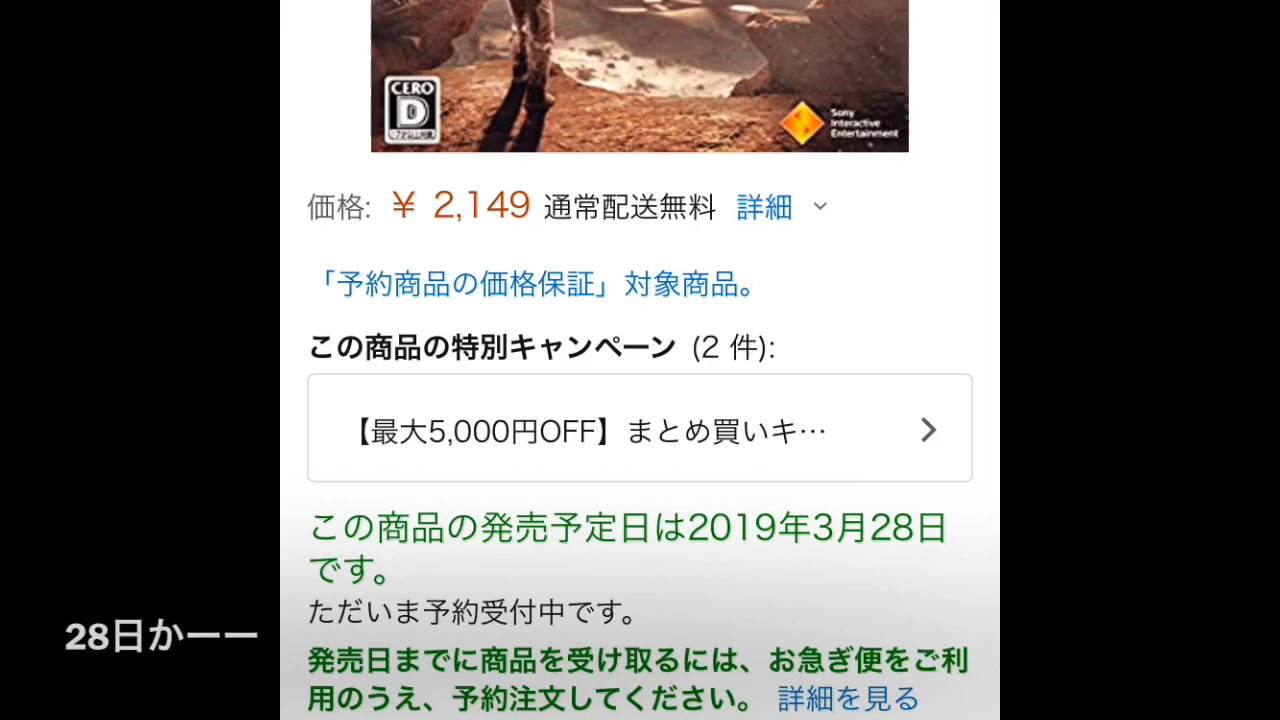 CERO
D
Sony
Interactive
Entertainment
価格: ¥ 2,149 通常配送無料 詳細
「予約商品の価格保証」対象商品。
この商品の特別キャンペーン (2 件):
【最大5,000円OFF】まとめ買いキ…
この商品の発売予定日は2019年3月28日
です。
ただいま予約受付中です。
28日かーー
発売日までに商品を受け取るには、お急ぎ便をご利
用のうえ、予約注文してください。 詳細を見る